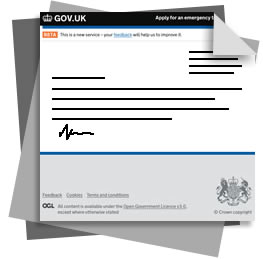 GOV.UK Apply for an emergency t
BETA This is a new service – your feedback will help us to improve it.
Feedback Cookies Terms and conditions
OGL All content is available under the Open Government Licence v3.0,
except where otherwise stated
© Crown copyright